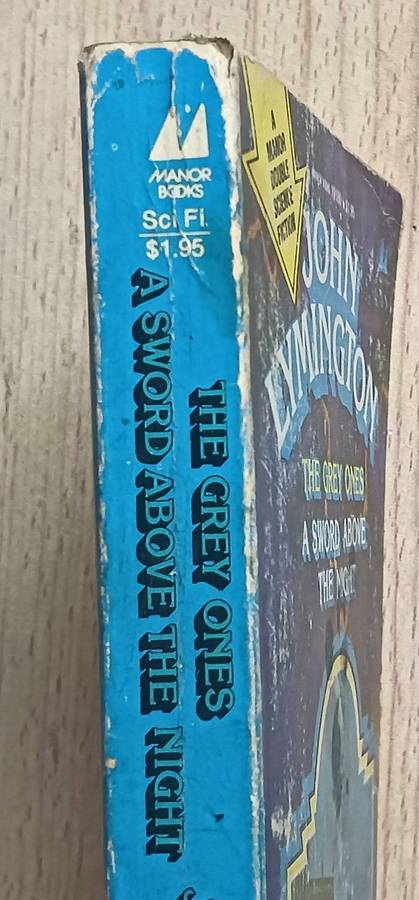 MANOR
BOOKS
Sci Fi
$1.95
THE GREY ONES
A SWORD ABOVE THE NIGHT
A
MANOR
DOUBLE
SCIENCE
FICTION
JOHN
LYMINGTON
THE GREY ONES
A SWORD ABOVE
THE NIGHT